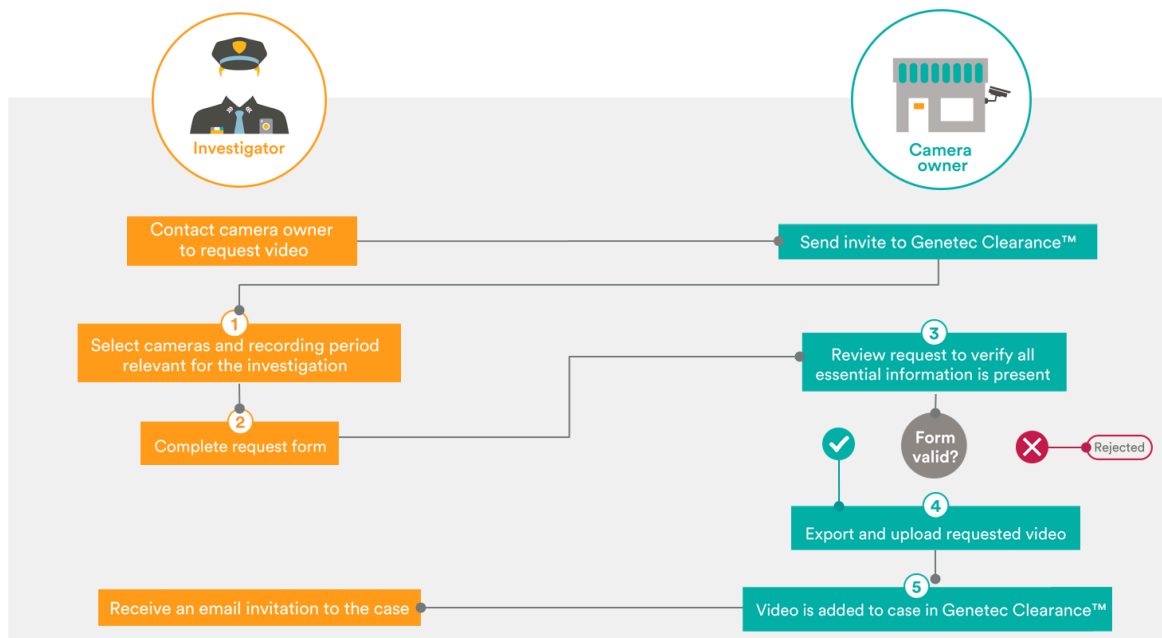 Investigator
Camera
owner
Contact camera owner
to request video
Send invite to Genetec Clearance™
1
Select cameras and recording period
relevant for the investigation
2
Complete request form
3
Review request to verify all
essential information is present
Form
valid?
Rejected
4
Export and upload requested video
5
Video is added to case in Genetec Clearance™
Receive an email invitation to the case